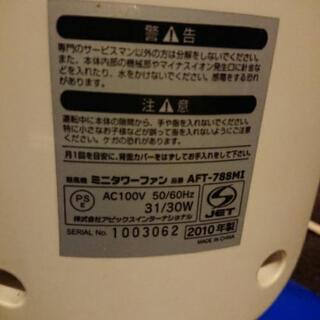 警告
専門のサービスマン以外の方は分解をしないでください。
また、本体内部の機械部やマイナスイオン発生口に針金な
どを入れたり、水をかけないでください。感電をする恐れ
があります。
注意
運転中に本体の隙間から、手や指を入れないでください。
特に小さなお子様などが誤って指を入れないようにして
ください。ケガの恐れがあります。
月1回を目安に、背面カバーをはずしてお手入れしてください。
扇風機 ミニタワーファン 品番 AFT-788MI
PS
E
AC100V 50/60Hz
31/30W
株式会社アピックスインターナショナル
S
JET
SERIAL No. 1003062
2010年製
MADE IN CHINA